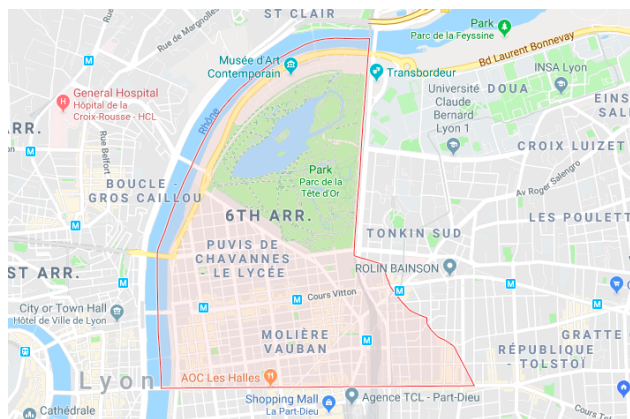 ST CLAIR
Park
Parc de la Feyssine
Rue de Margnolles
Musée d'Art
Contemporain
Bd Laurent Bonnevay
Transbordeur
INSA Lyon
General Hospital
Hôpital de la
Croix-Rousse - HCL
Rhône
Université
Claude
Bernard
Lyon 1
DOUA
EINS
SAL
ARR.
Rue Belfort
CROIX LUIZET
Park
Parc de la
Tête d'Or
Av Roger Salengro
BOUCLE -
GROS CAILLOU
6TH ARR.
LES POULETT
TONKIN SUD
PUVIS DE
CHAVANNES
- LE LYCÉE
ST ARR.
ROLIN BAINSON
Cours Vitton
City or Town Hall
Hôtel de Ville de Lyon
MOLIÈRE
VAUBAN
GRATTE
RÉPUBLIQUE
- TOLSTOÏ
Lyon
AOC Les Halles
Shopping Mall
La Part-Dieu
Agence TCL - Part-Dieu
Cathédrale
Cours Tol